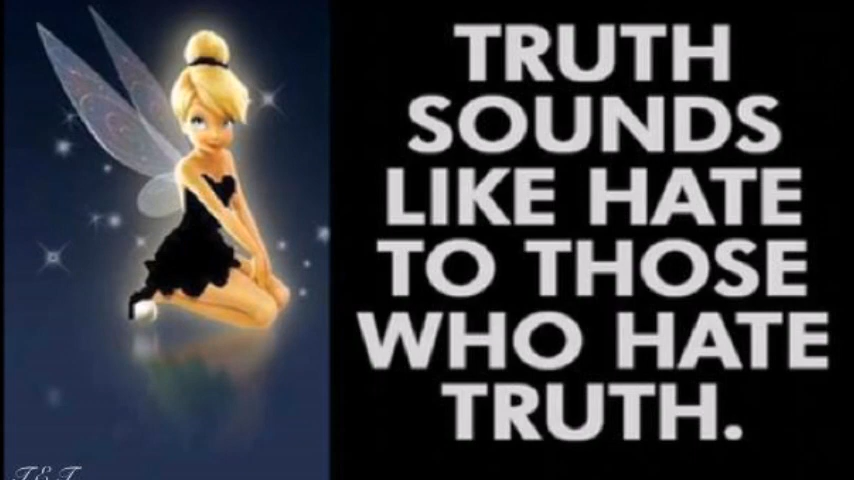 TRUTH
SOUNDS
LIKE HATE
TO THOSE
WHO HATE
TRUTH.
T&T